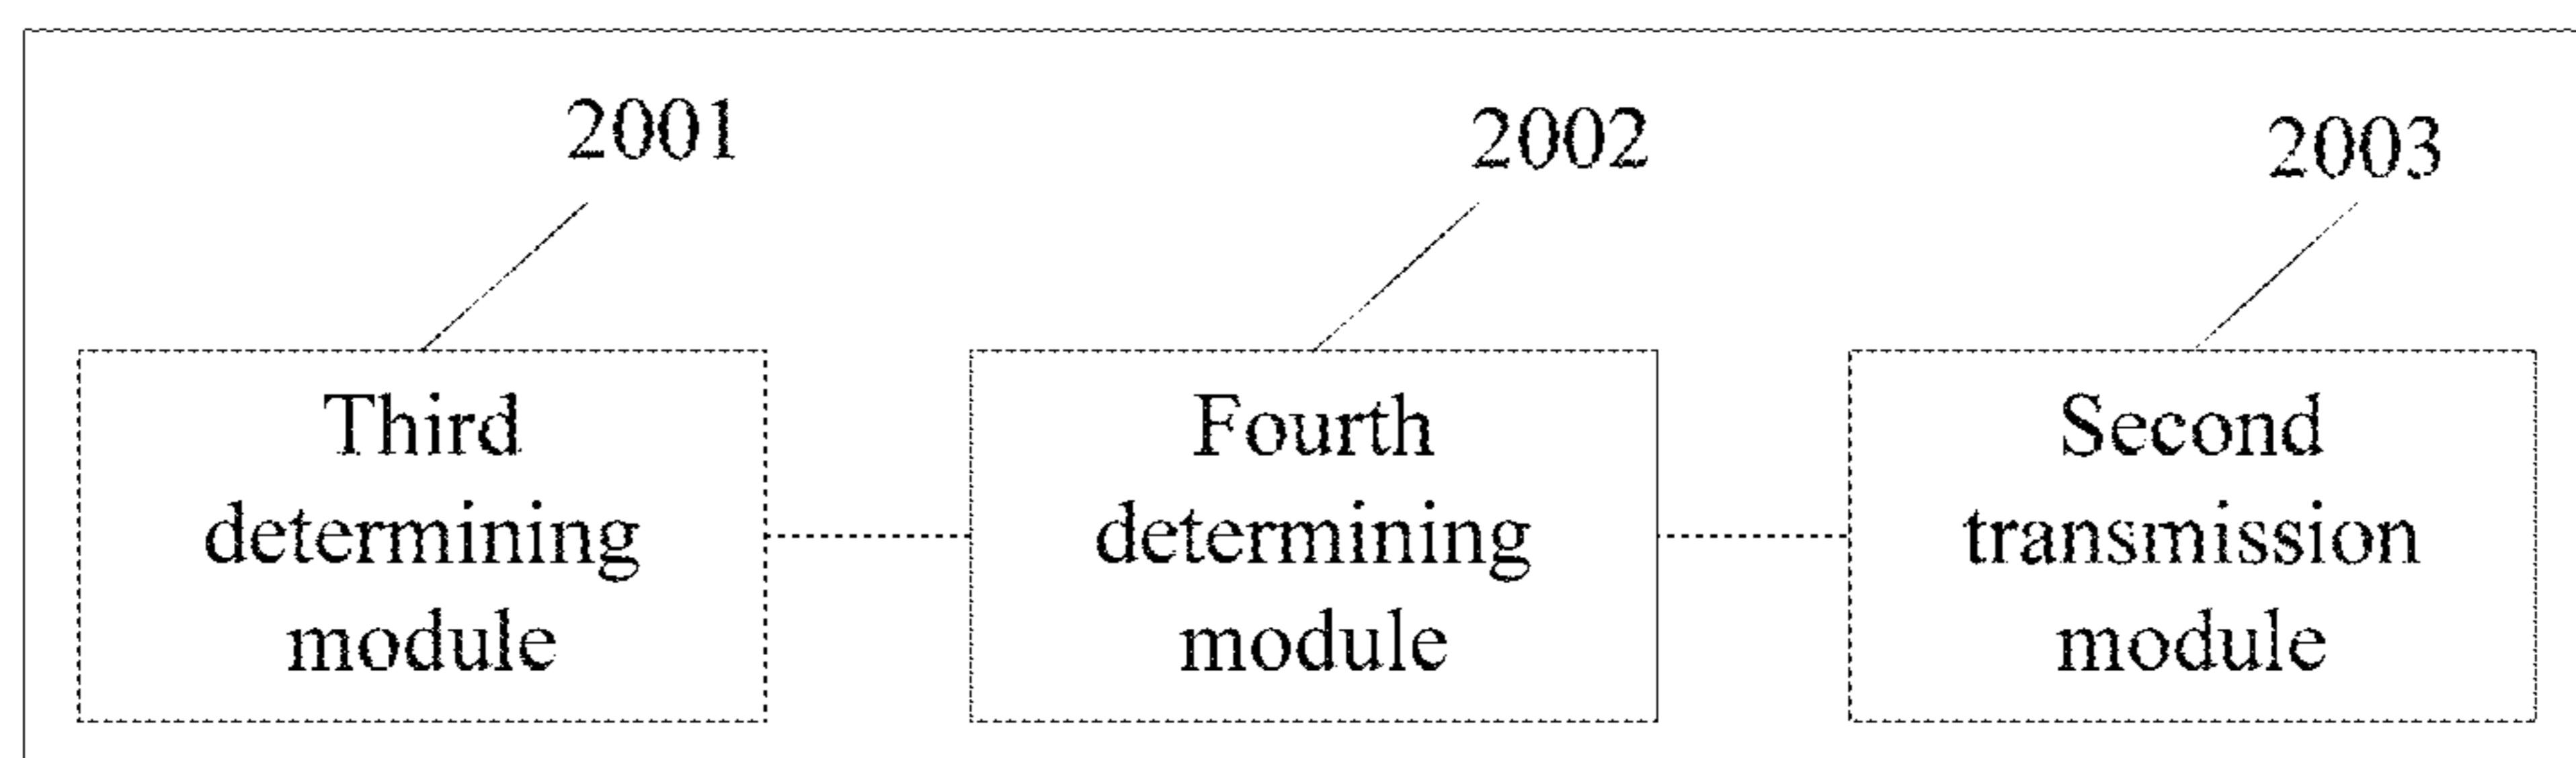 2001
2002
2003
Third
determining
module
Fourth
determining
module
Second
transmission
module